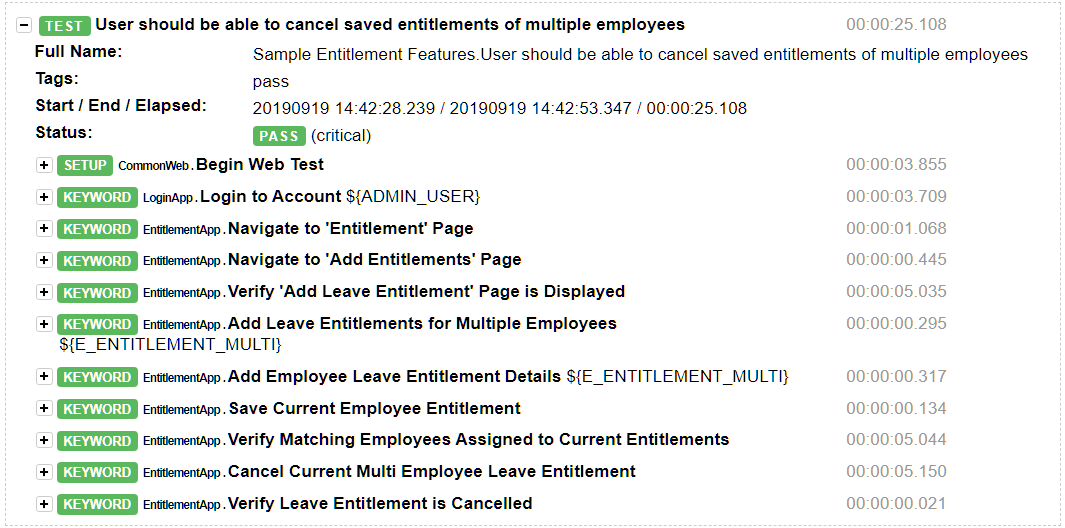 TEST User should be able to cancel saved entitlements of multiple employees 00:00:25.108
Full Name: Sample Entitlement Features.User should be able to cancel saved entitlements of multiple employees
Tags: pass
Start / End / Elapsed: 20190919 14:42:28.239 / 20190919 14:42:53.347 / 00:00:25.108
Status: PASS (critical)
SETUP CommonWeb.Begin Web Test 00:00:03.855
KEYWORD LoginApp.Login to Account ${ADMIN_USER} 00:00:03.709
KEYWORD EntitlementApp.Navigate to 'Entitlement' Page 00:00:01.068
KEYWORD EntitlementApp.Navigate to 'Add Entitlements' Page 00:00:00.445
KEYWORD EntitlementApp.Verify 'Add Leave Entitlement' Page is Displayed 00:00:05.035
KEYWORD EntitlementApp.Add Leave Entitlements for Multiple Employees 00:00:00.295
${E_ENTITLEMENT_MULTI}
KEYWORD EntitlementApp.Add Employee Leave Entitlement Details ${E_ENTITLEMENT_MULTI} 00:00:00.317
KEYWORD EntitlementApp.Save Current Employee Entitlement 00:00:00.134
KEYWORD EntitlementApp.Verify Matching Employees Assigned to Current Entitlements 00:00:05.044
KEYWORD EntitlementApp.Cancel Current Multi Employee Leave Entitlement 00:00:05.150
KEYWORD EntitlementApp.Verify Leave Entitlement is Cancelled 00:00:00.021